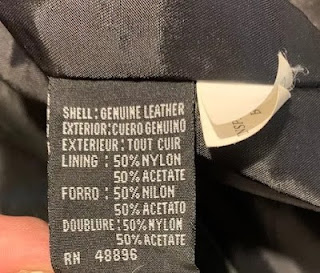 SHELL: GENUINE LEATHER
EXTERIOR: CUERO GENUINO
EXTERIEUR: TOUT CUIR
LINING: 50% NYLON
50% ACETATE
FORRO: 50% NILON
50% ACETATO
DOUBLURE: 50% NYLON
50% ACETATE
RN 48896